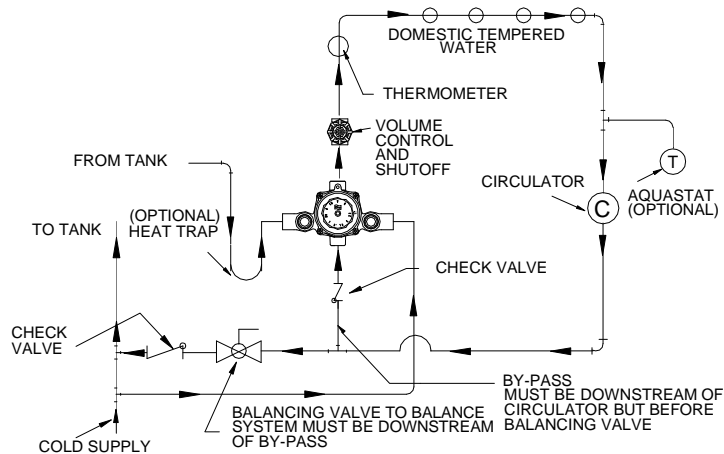 DOMESTIC TEMPERED
WATER
THERMOMETER
VOLUME
CONTROL
AND
SHUTOFF
FROM TANK
(OPTIONAL)
HEAT TRAP
TO TANK
CIRCULATOR
C
T
AQUASTAT
(OPTIONAL)
CHECK VALVE
CHECK
VALVE
BY-PASS
MUST BE DOWNSTREAM OF
CIRCULATOR BUT BEFORE
BALANCING VALVE
BALANCING VALVE TO BALANCE
SYSTEM MUST BE DOWNSTREAM
OF BY-PASS
COLD SUPPLY